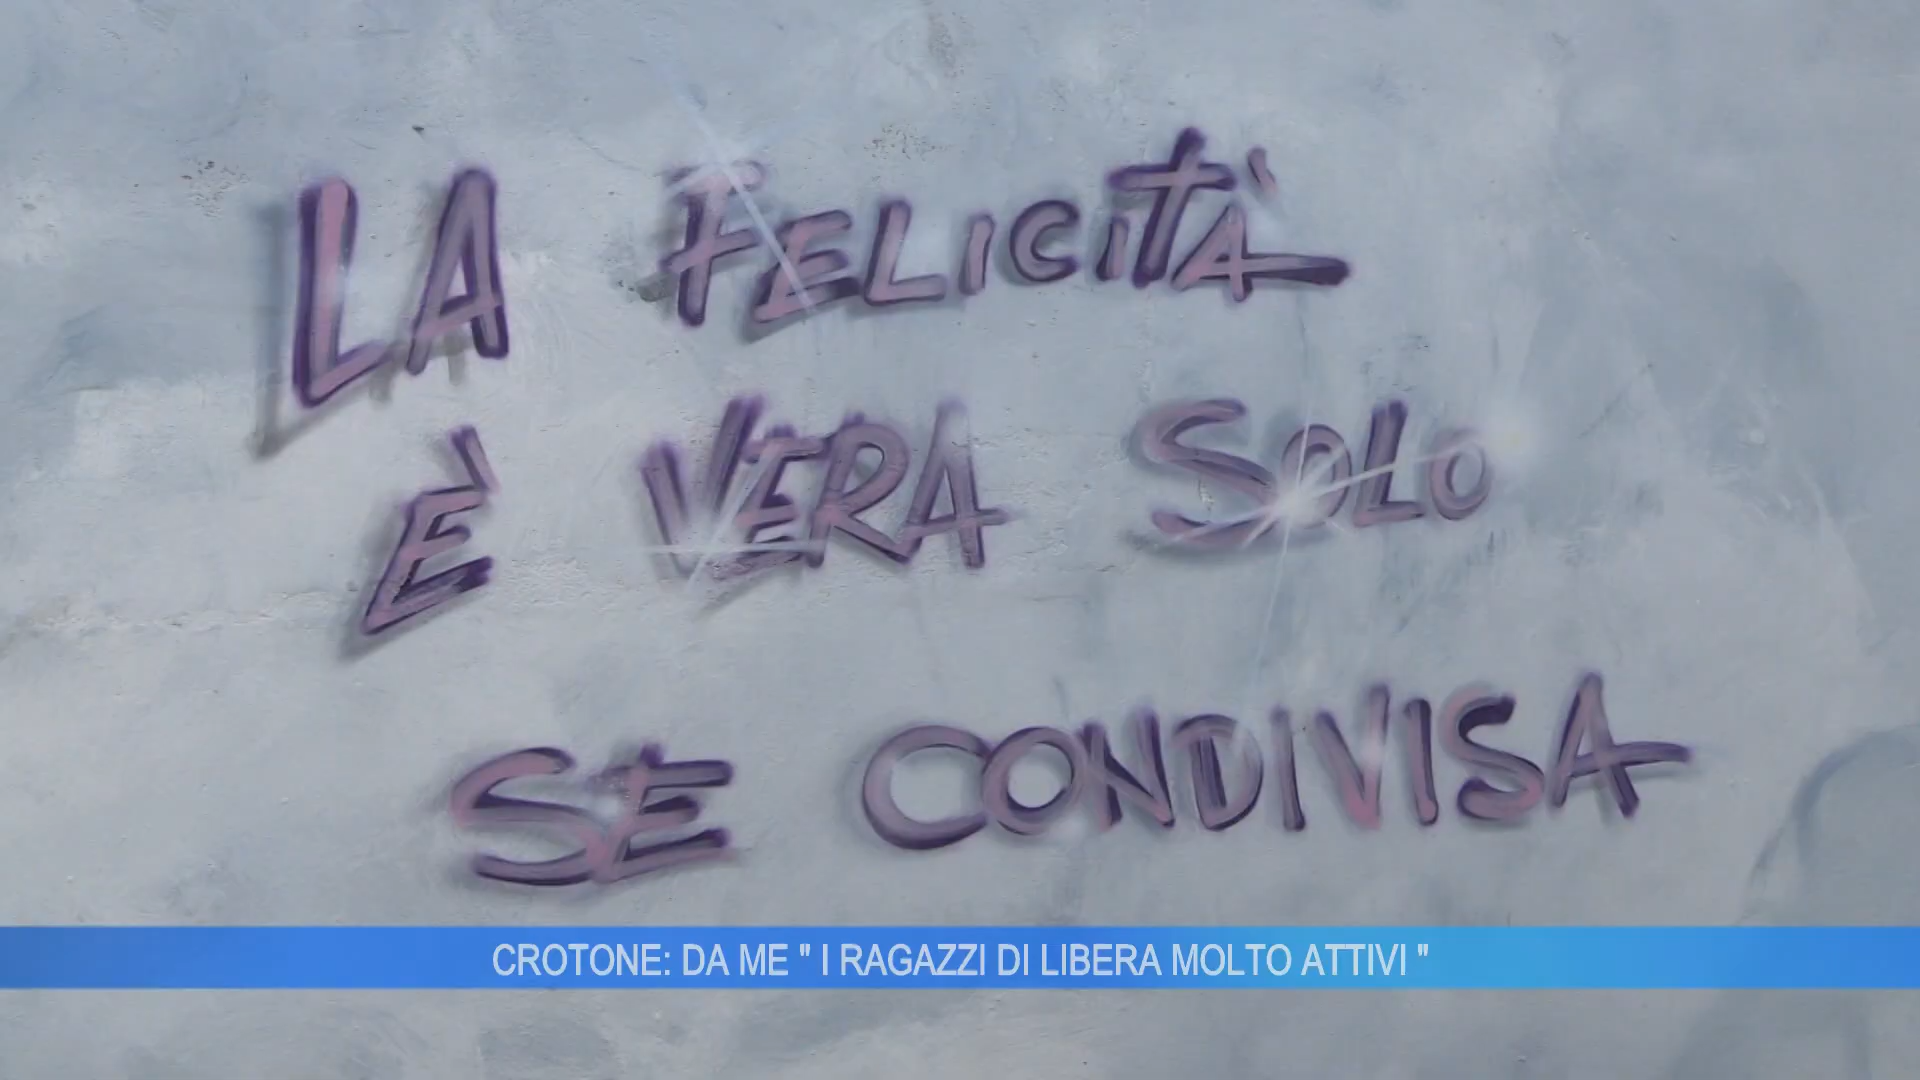 LA FELICITÀ
È VERA SOLO
SE CONDIVISA
CROTONE: DA ME " I RAGAZZI DI LIBERA MOLTO ATTIVI "